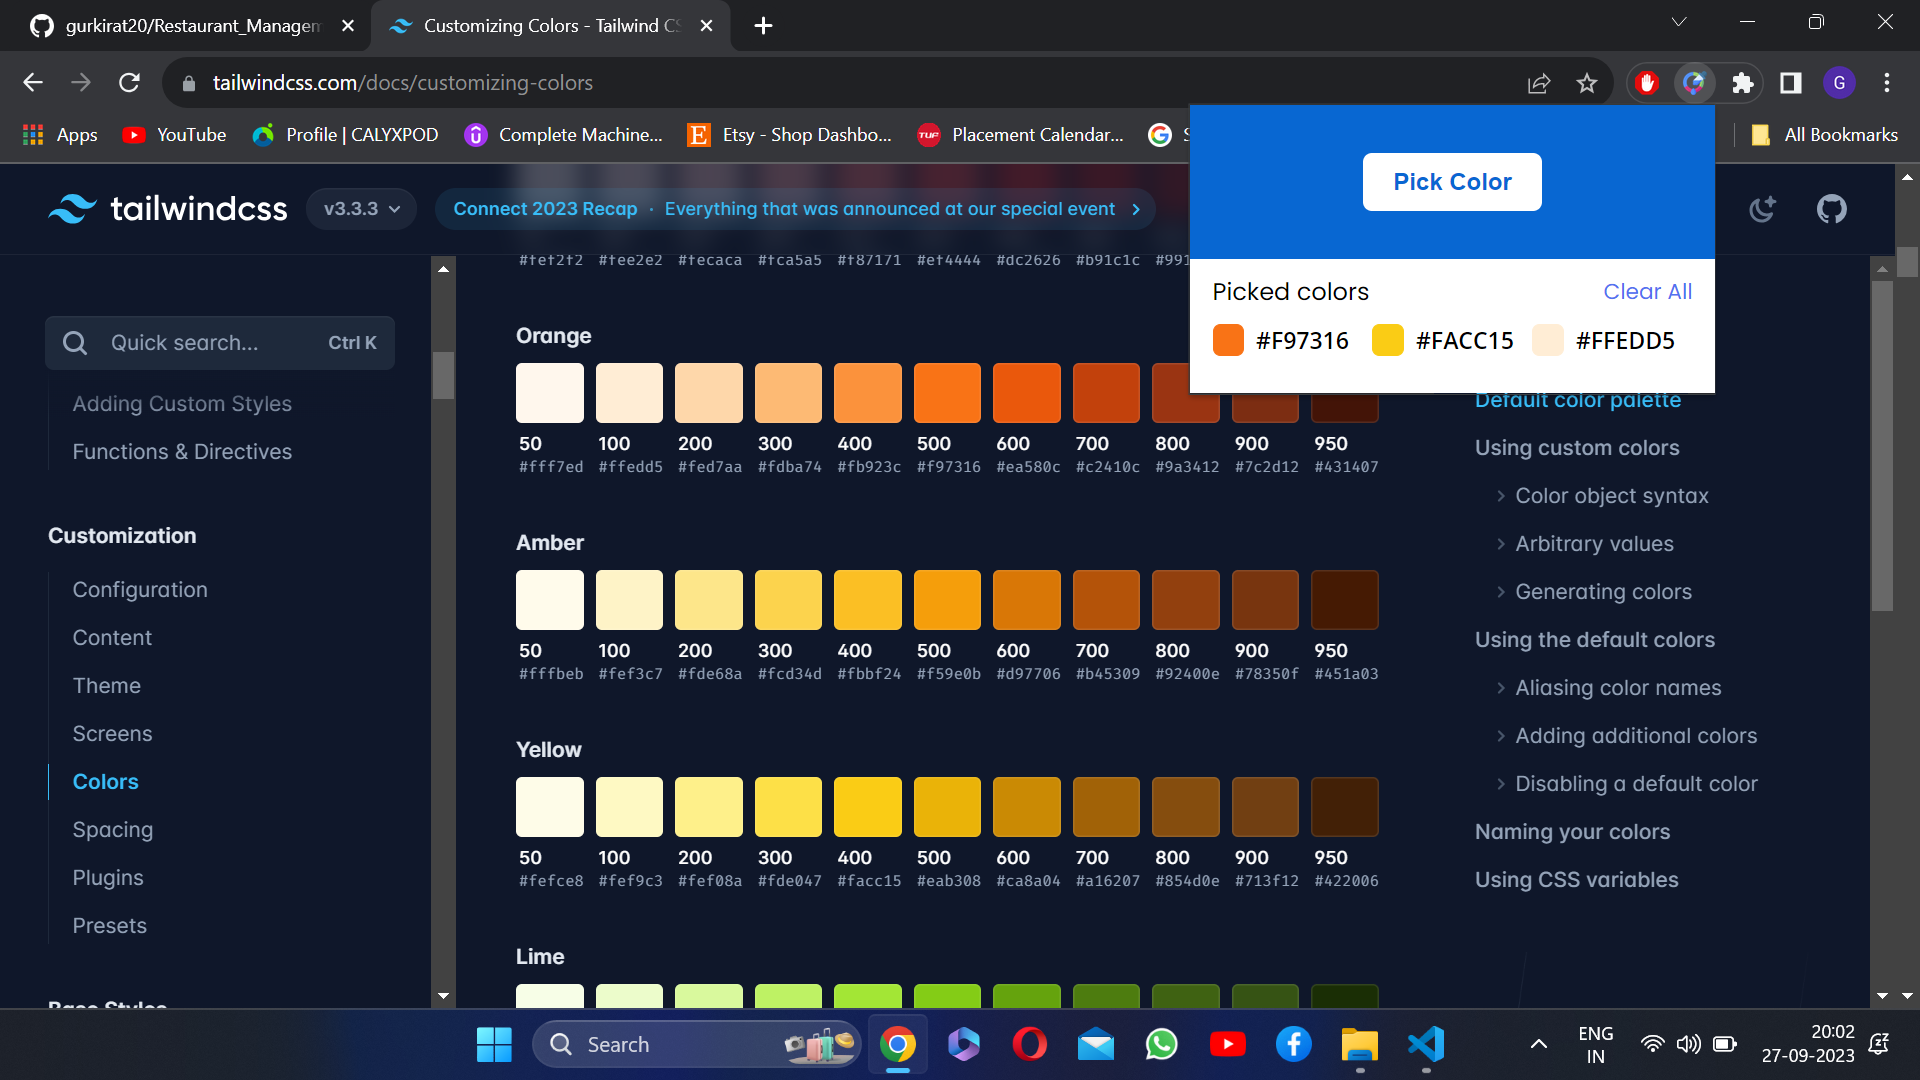 gurkirat20/Restaurant_Managem
Customizing Colors - Tailwind CS
tailwindcss.com/docs/customizing-colors
G
Apps
YouTube
Profile | CALYXPOD
Complete Machine...
Etsy - Shop Dashbo...
Placement Calendar...
S
All Bookmarks
tailwindcss
v3.3.3
Connect 2023 Recap · Everything that was announced at our special event
Pick Color
Picked colors
Clear All
#F97316 #FACC15 #FFEDD5
Quick search...
Ctrl K
Adding Custom Styles
Functions & Directives
Customization
Configuration
Content
Theme
Screens
Colors
Spacing
Plugins
Presets
Base Styles
#fef2f2 #fee2e2 #fecaca #fca5a5 #f87171 #ef4444 #dc2626 #b91c1c #991
Orange
50 100 200 300 400 500 600 700 800 900 950
#fff7ed #ffedd5 #fed7aa #fdba74 #fb923c #f97316 #ea580c #c2410c #9a3412 #7c2d12 #431407
Amber
50 100 200 300 400 500 600 700 800 900 950
#fffbeb #fef3c7 #fde68a #fcd34d #fbbf24 #f59e0b #d97706 #b45309 #92400e #78350f #451a03
Yellow
50 100 200 300 400 500 600 700 800 900 950
#fefce8 #fef9c3 #fef08a #fde047 #facc15 #eab308 #ca8a04 #a16207 #854d0e #713f12 #422006
Lime
Default color palette
Using custom colors
Color object syntax
Arbitrary values
Generating colors
Using the default colors
Aliasing color names
Adding additional colors
Disabling a default color
Naming your colors
Using CSS variables
Search
ENG
IN
20:02
27-09-2023